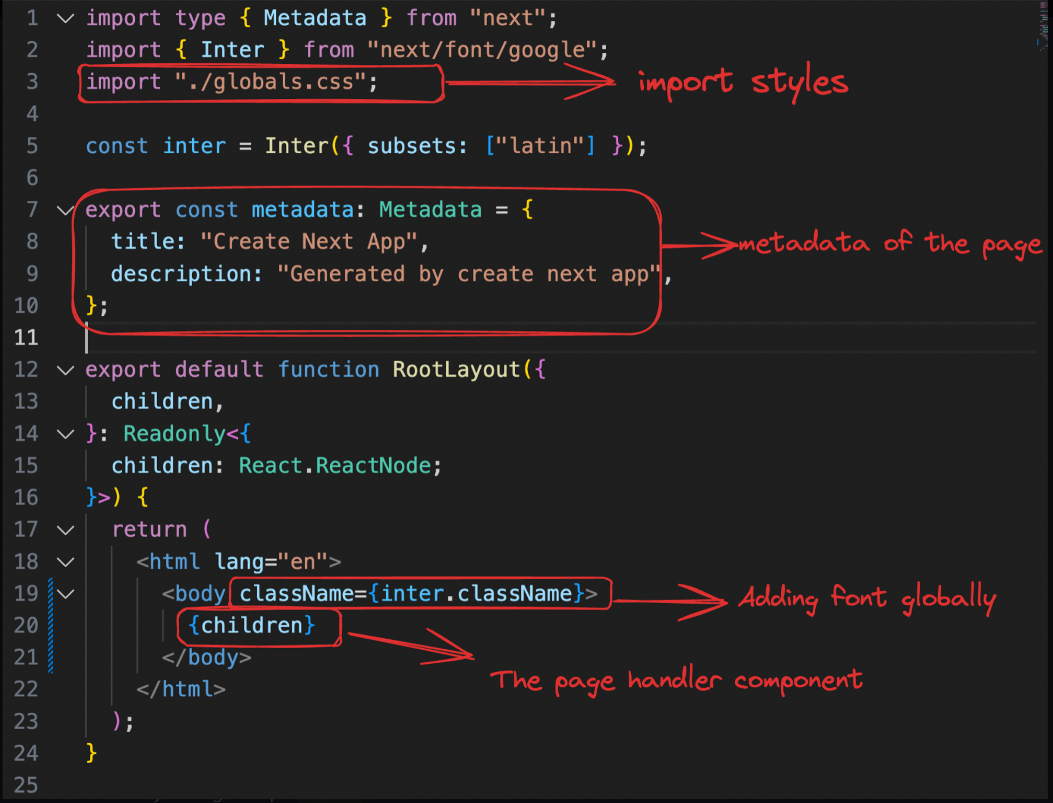 1 import type { Metadata } from "next";
2 import { Inter } from "next/font/google";
3 import "./globals.css"; import styles
4
5 const inter = Inter({ subsets: ["latin"] });
6
7 export const metadata: Metadata = {
8 title: "Create Next App", metadata of the page
9 description: "Generated by create next app",
10 };
11
12 export default function RootLayout({
13 children,
14 }: Readonly<{
15 children: React.ReactNode;
16 }>) {
17 return (
18 <html lang="en">
19 <body className={inter.className}> Adding font globally
20 {children}
21 </body>
The page handler component
22 </html>
23 );
24 }
25